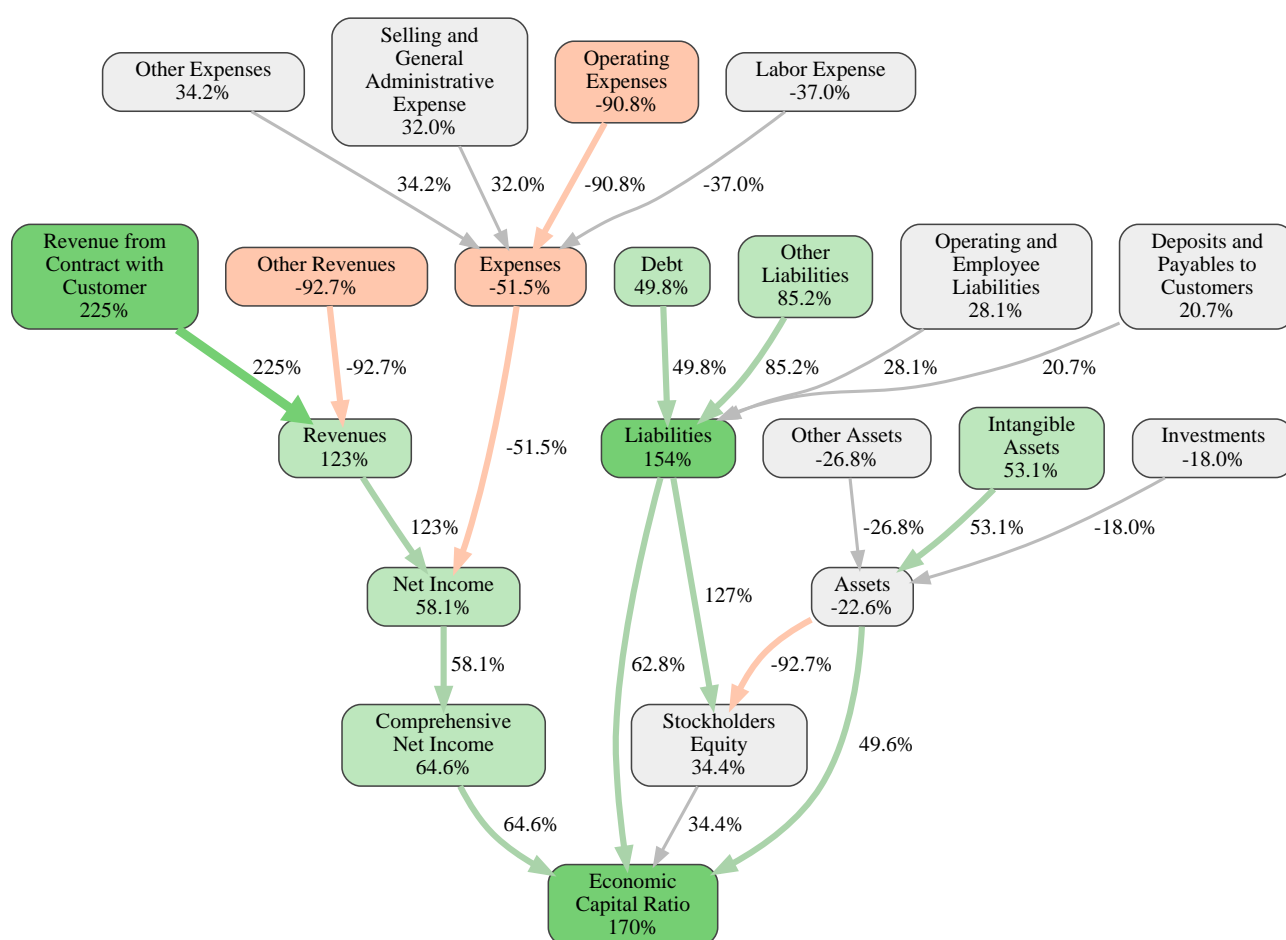 Other Expenses
34.2%
Selling and
General
Administrative
Expense
32.0%
Operating
Expenses
-90.8%
Labor Expense
-37.0%
34.2%
32.0%
-90.8%
-37.0%
Revenue from
Contract with
Customer
225%
Other Revenues
-92.7%
Expenses
-51.5%
Debt
49.8%
Other
Liabilities
85.2%
Operating and
Employee
Liabilities
28.1%
Deposits and
Payables to
Customers
20.7%
225%
-92.7%
49.8%
85.2%
28.1%
20.7%
Revenues
123%
-51.5%
Liabilities
154%
Other Assets
-26.8%
Intangible
Assets
53.1%
Investments
-18.0%
123%
-26.8%
53.1%
-18.0%
Net Income
58.1%
127%
Assets
-22.6%
58.1%
62.8%
-92.7%
Comprehensive
Net Income
64.6%
Stockholders
Equity
34.4%
49.6%
64.6%
34.4%
Economic
Capital Ratio
170%